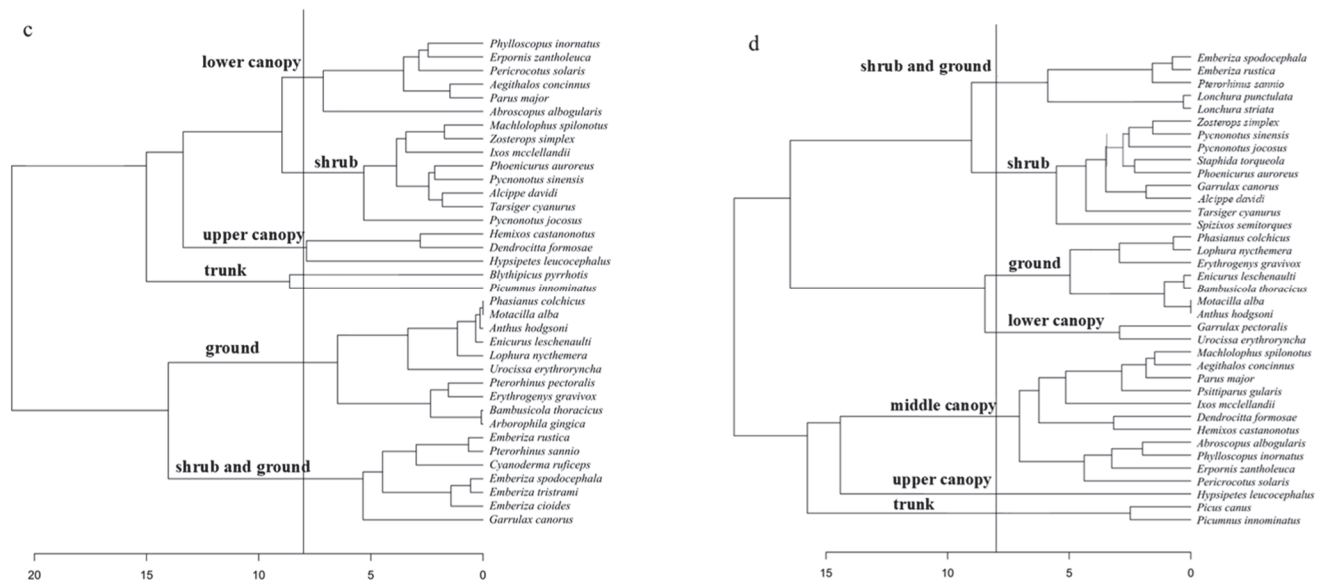 c
lower canopy
Phylloscopus inornatus
Erpornis zantholeuca
Pericrocotus solaris
Aegithalos concinnus
Parus major
Abroscopus albogularis
shrub
Machlolophus spilonotus
Zosterops simplex
Ixos mcclellandii
Phoenicurus auroreus
Pycnonotus sinensis
Alcippe davidi
Tarsiger cyanurus
Pycnonotus jocosus
upper canopy
Hemixos castanonotus
Dendrocitta formosae
Hypsipetes leucocephalus
trunk
Blythipicus pyrrhotis
Picumnus innominatus
ground
Phasianus colchicus
Motacilla alba
Anthus hodgsoni
Enicurus leschenaulti
Lophura nycthemera
Urocissa erythroryncha
Pterorhinus pectoralis
Erythrogenys gravivox
Bambusicola thoracicus
Arborophila gingica
shrub and ground
Emberiza rustica
Pterorhinus sannio
Cyanoderma ruficeps
Emberiza spodocephala
Emberiza tristrami
Emberiza cioides
Garrulax canorus
20 15 10 5 0
d
shrub and ground
Emberiza spodocephala
Emberiza rustica
Pterorhinus sannio
Lonchura punctulata
Lonchura striata
shrub
Zosterops simplex
Pycnonotus sinensis
Pycnonotus jocosus
Staphida torqueola
Phoenicurus auroreus
Garrulax canorus
Alcippe davidi
Tarsiger cyanurus
Spizixos semitorques
ground
Phasianus colchicus
Lophura nycthemera
Erythrogenys gravivox
Enicurus leschenaulti
Bambusicola thoracicus
Motacilla alba
Anthus hodgsoni
lower canopy
Garrulax pectoralis
Urocissa erythroryncha
middle canopy
Machlolophus spilonotus
Aegithalos concinnus
Parus major
Psittiparus gularis
Ixos mcclellandii
Dendrocitta formosae
Hemixos castanonotus
Abroscopus albogularis
Phylloscopus inornatus
Erpornis zantholeuca
Pericrocotus solaris
upper canopy
Hypsipetes leucocephalus
trunk
Picus canus
Picumnus innominatus
15 10 5 0